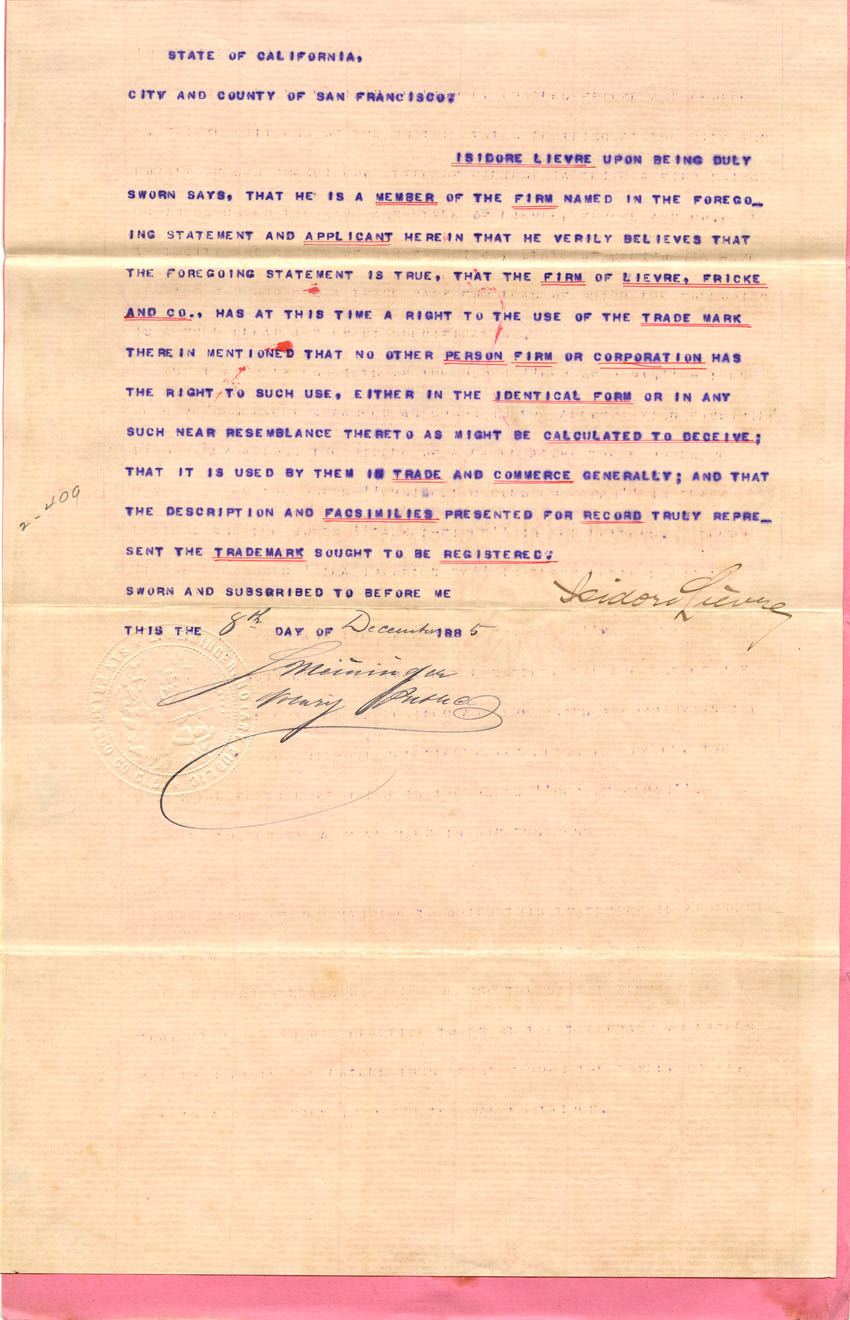 STATE OF CALIFORNIA,
CITY AND COUNTY OF SAN FRANCISCO.
ISIDORE LIEVRE UPON BEING DULY
SWORN SAYS, THAT HE IS A MEMBER OF THE FIRM NAMED IN THE FOREGO_
ING STATEMENT AND APPLICANT HEREIN THAT HE VERILY BELIEVES THAT
THE FOREGOING STATEMENT IS TRUE, THAT THE FIRM OF LIEVRE, FRICKE
AND CO., HAS AT THIS TIME A RIGHT TO THE USE OF THE TRADE MARK
THEREIN MENTIONED THAT NO OTHER PERSON FIRM OR CORPORATION HAS
THE RIGHT TO SUCH USE, EITHER IN THE IDENTICAL FORM OR IN ANY
SUCH NEAR RESEMBLANCE THERETO AS MIGHT BE CALCULATED TO DECEIVE;
THAT IT IS USED BY THEM IN TRADE AND COMMERCE GENERALLY; AND THAT
2-409
THE DESCRIPTION AND FACSIMILIES PRESENTED FOR RECORD TRULY REPRE_
SENT THE TRADEMARK SOUGHT TO BE REGISTERED.
SWORN AND SUBSCRIBED TO BEFORE ME
Isidore Lievre
THIS THE 8th DAY OF December 1885
Meininger
Notary Public